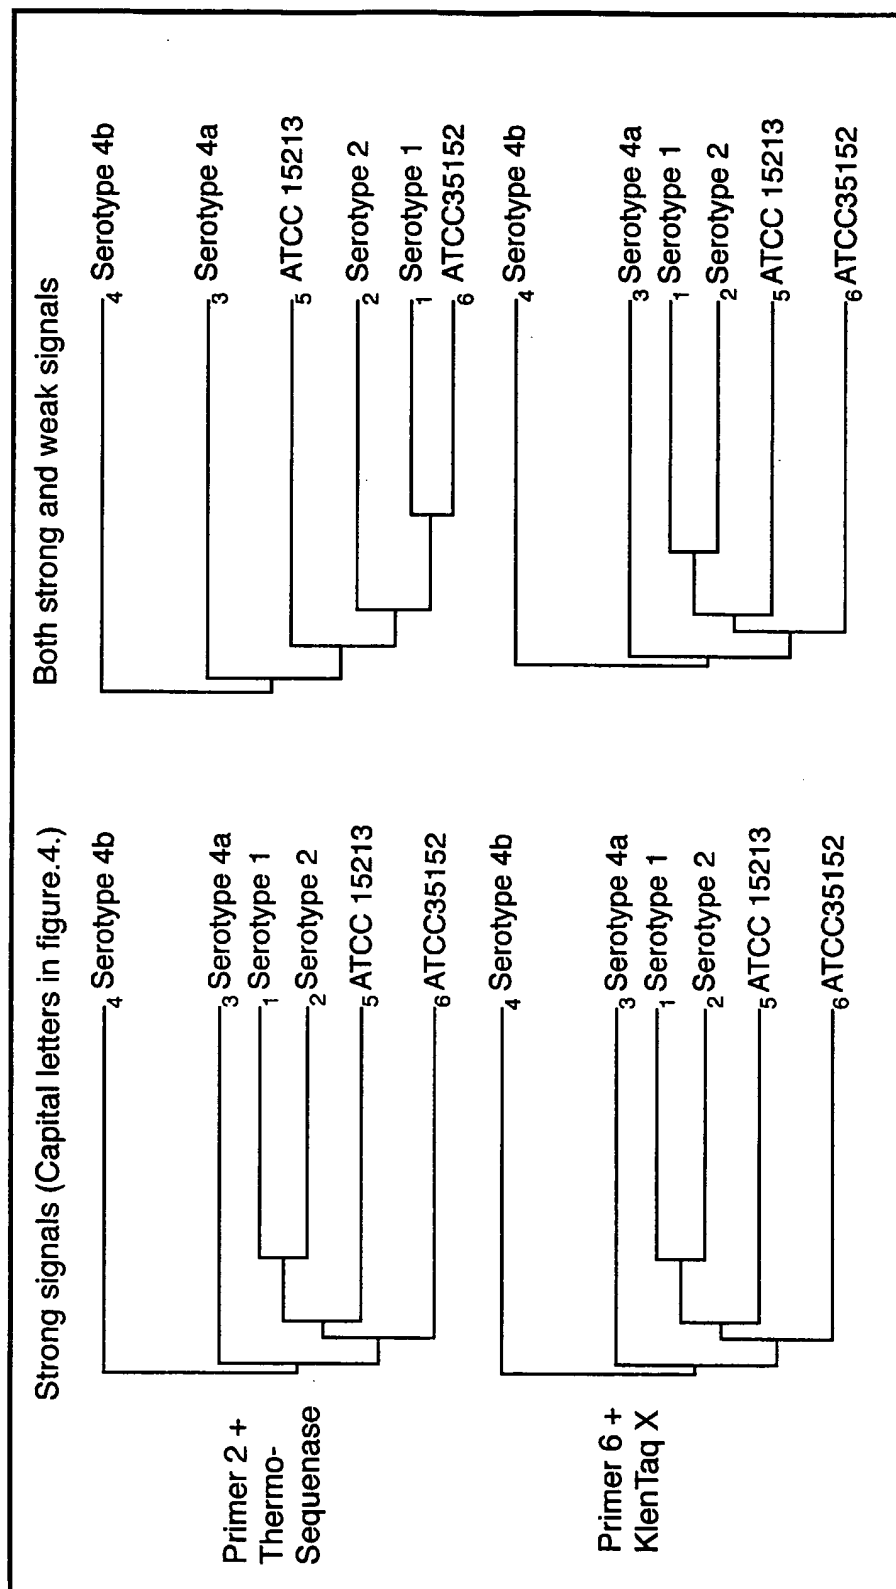 Strong signals (Capital letters in figure.4.)
Both strong and weak signals
Primer 2 +
Thermo-
Sequenase
4 Serotype 4b
3 Serotype 4a
1 Serotype 1
2 Serotype 2
5 ATCC 15213
6 ATCC35152
4 Serotype 4b
3 Serotype 4a
5 ATCC 15213
2 Serotype 2
1 Serotype 1
6 ATCC35152
Primer 6 +
KlenTaq X
4 Serotype 4b
3 Serotype 4a
1 Serotype 1
2 Serotype 2
5 ATCC 15213
6 ATCC35152
4 Serotype 4b
3 Serotype 4a
1 Serotype 1
2 Serotype 2
5 ATCC 15213
6 ATCC35152